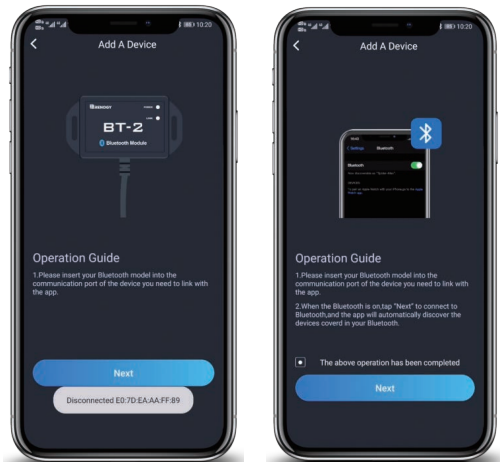 10:20
Add A Device
RENOGY
POWER
LINK
BT-2
Bluetooth Module
Operation Guide
1.Please insert your Bluetooth model into the
communication port of the device you need to link with
the app.
Next
Disconnected E0:7D:EA:AA:FF:89
10:20
Add A Device
Settings
Bluetooth
Bluetooth
Operation Guide
1.Please insert your Bluetooth model into the
communication port of the device you need to link with
the app.
2.When the Bluetooth is on,tap "Next" to connect to
Bluetooth,and the app will automatically discover the
devices coverd in your Bluetooth.
The above operation has been completed
Next